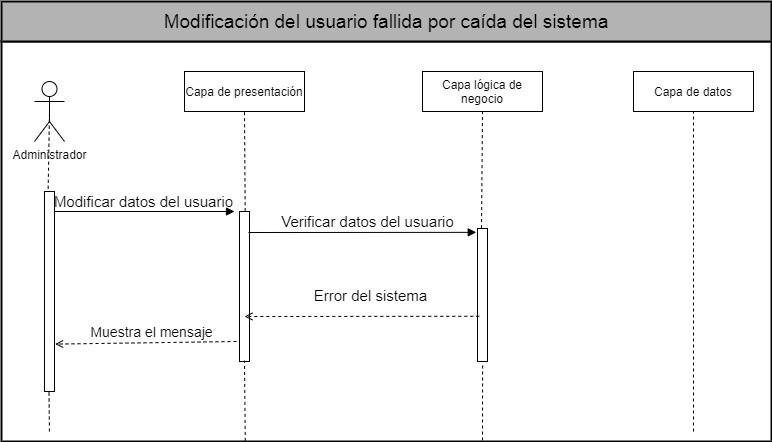 Modificación del usuario fallida por caída del sistema
Capa de presentación
Capa lógica de
negocio
Capa de datos
Administrador
Modificar datos del usuario
Verificar datos del usuario
Error del sistema
Muestra el mensaje